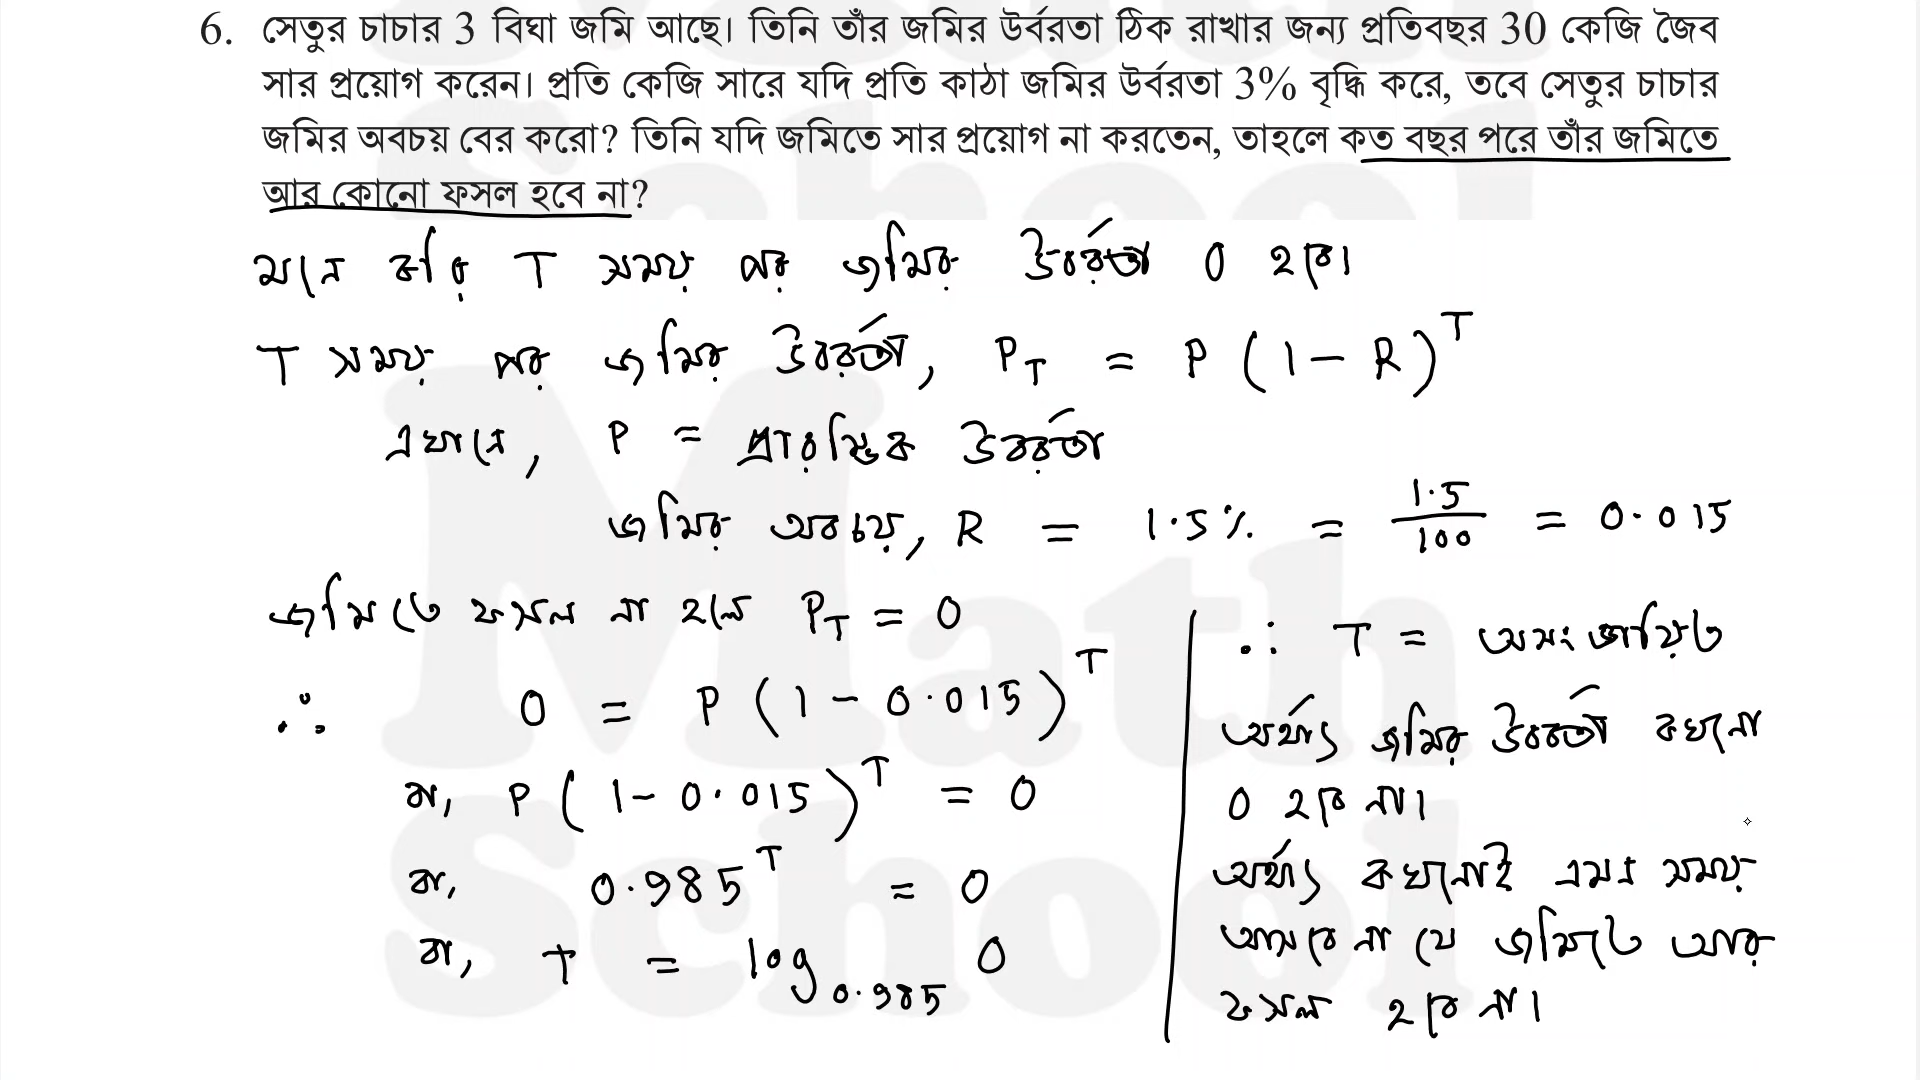 6. সেতুর চাচার 3 বিঘা জমি আছে। তিনি তাঁর জমির উর্বরতা ঠিক রাখার জন্য প্রতিবছর 30 কেজি জৈব
সার প্রয়োগ করেন। প্রতি কেজি সারে যদি প্রতি কাঠা জমির উর্বরতা 3% বৃদ্ধি করে, তবে সেতুর চাচার
জমির অবচয় বের করো? তিনি যদি জমিতে সার প্রয়োগ না করতেন, তাহলে কত বছর পরে তাঁর জমিতে
আর কোনো ফসল হবে না?
মনে করি T সময় পর জমির উর্বরতা 0 হবে।
T সময় পর জমির উর্বরতা, P_T = P (1 - R)^T
এখানে, P = প্রারম্ভিক উর্বরতা
জমির অবচয়, R = 1.5% = 1.5/100 = 0.015
জমিতে ফসল না হলে P_T = 0
∴ 0 = P (1 - 0.015)^T
বা, P (1 - 0.015)^T = 0
বা, 0.985^T = 0
বা, T = log_0.985 0
∴ T = অসংজ্ঞায়িত
অর্থাৎ জমির উর্বরতা কখনো
0 হবে না।
অর্থাৎ কখনোই এমন সময়
আসবে না যে জমিতে আর
ফসল হবে না।
Math
School